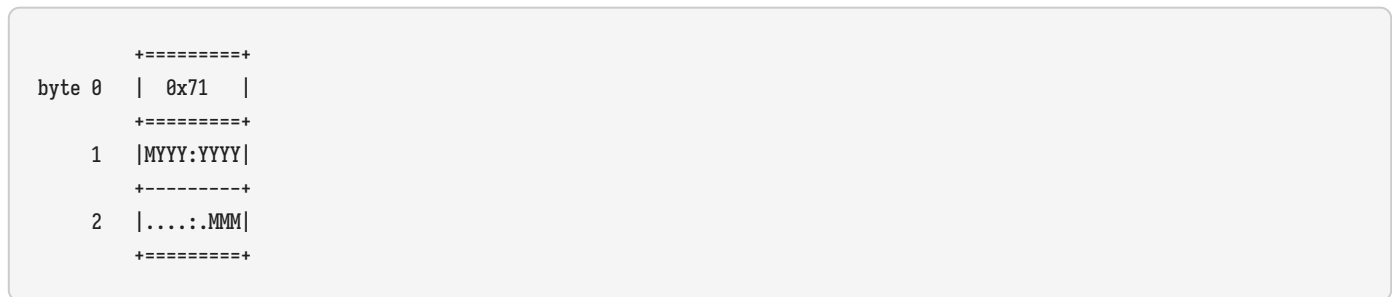 +=========+
byte 0   |  0x71   |
         +=========+
     1   |MYYY:YYYY|
         +---------+
     2   |....:.MMM|
         +=========+